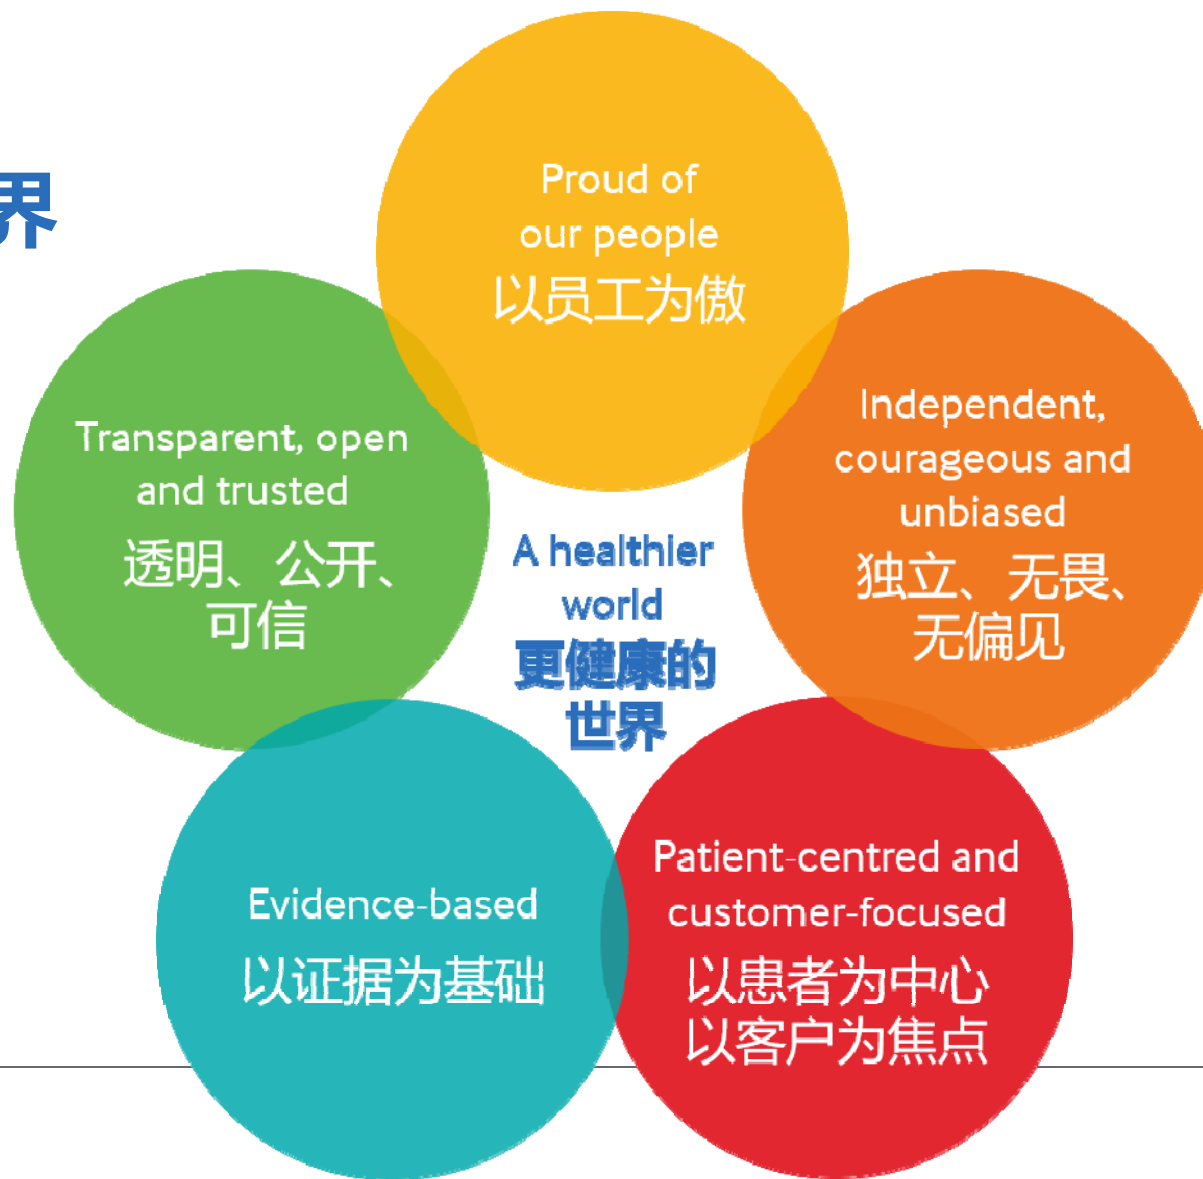 界
Proud of
our people
以员工为傲
Transparent, open
and trusted
透明、公开、
可信
Independent,
courageous and
unbiased
独立、无畏、
无偏见
A healthier
world
更健康的
世界
Evidence-based
以证据为基础
Patient-centred and
customer-focused
以患者为中心
以客户为焦点